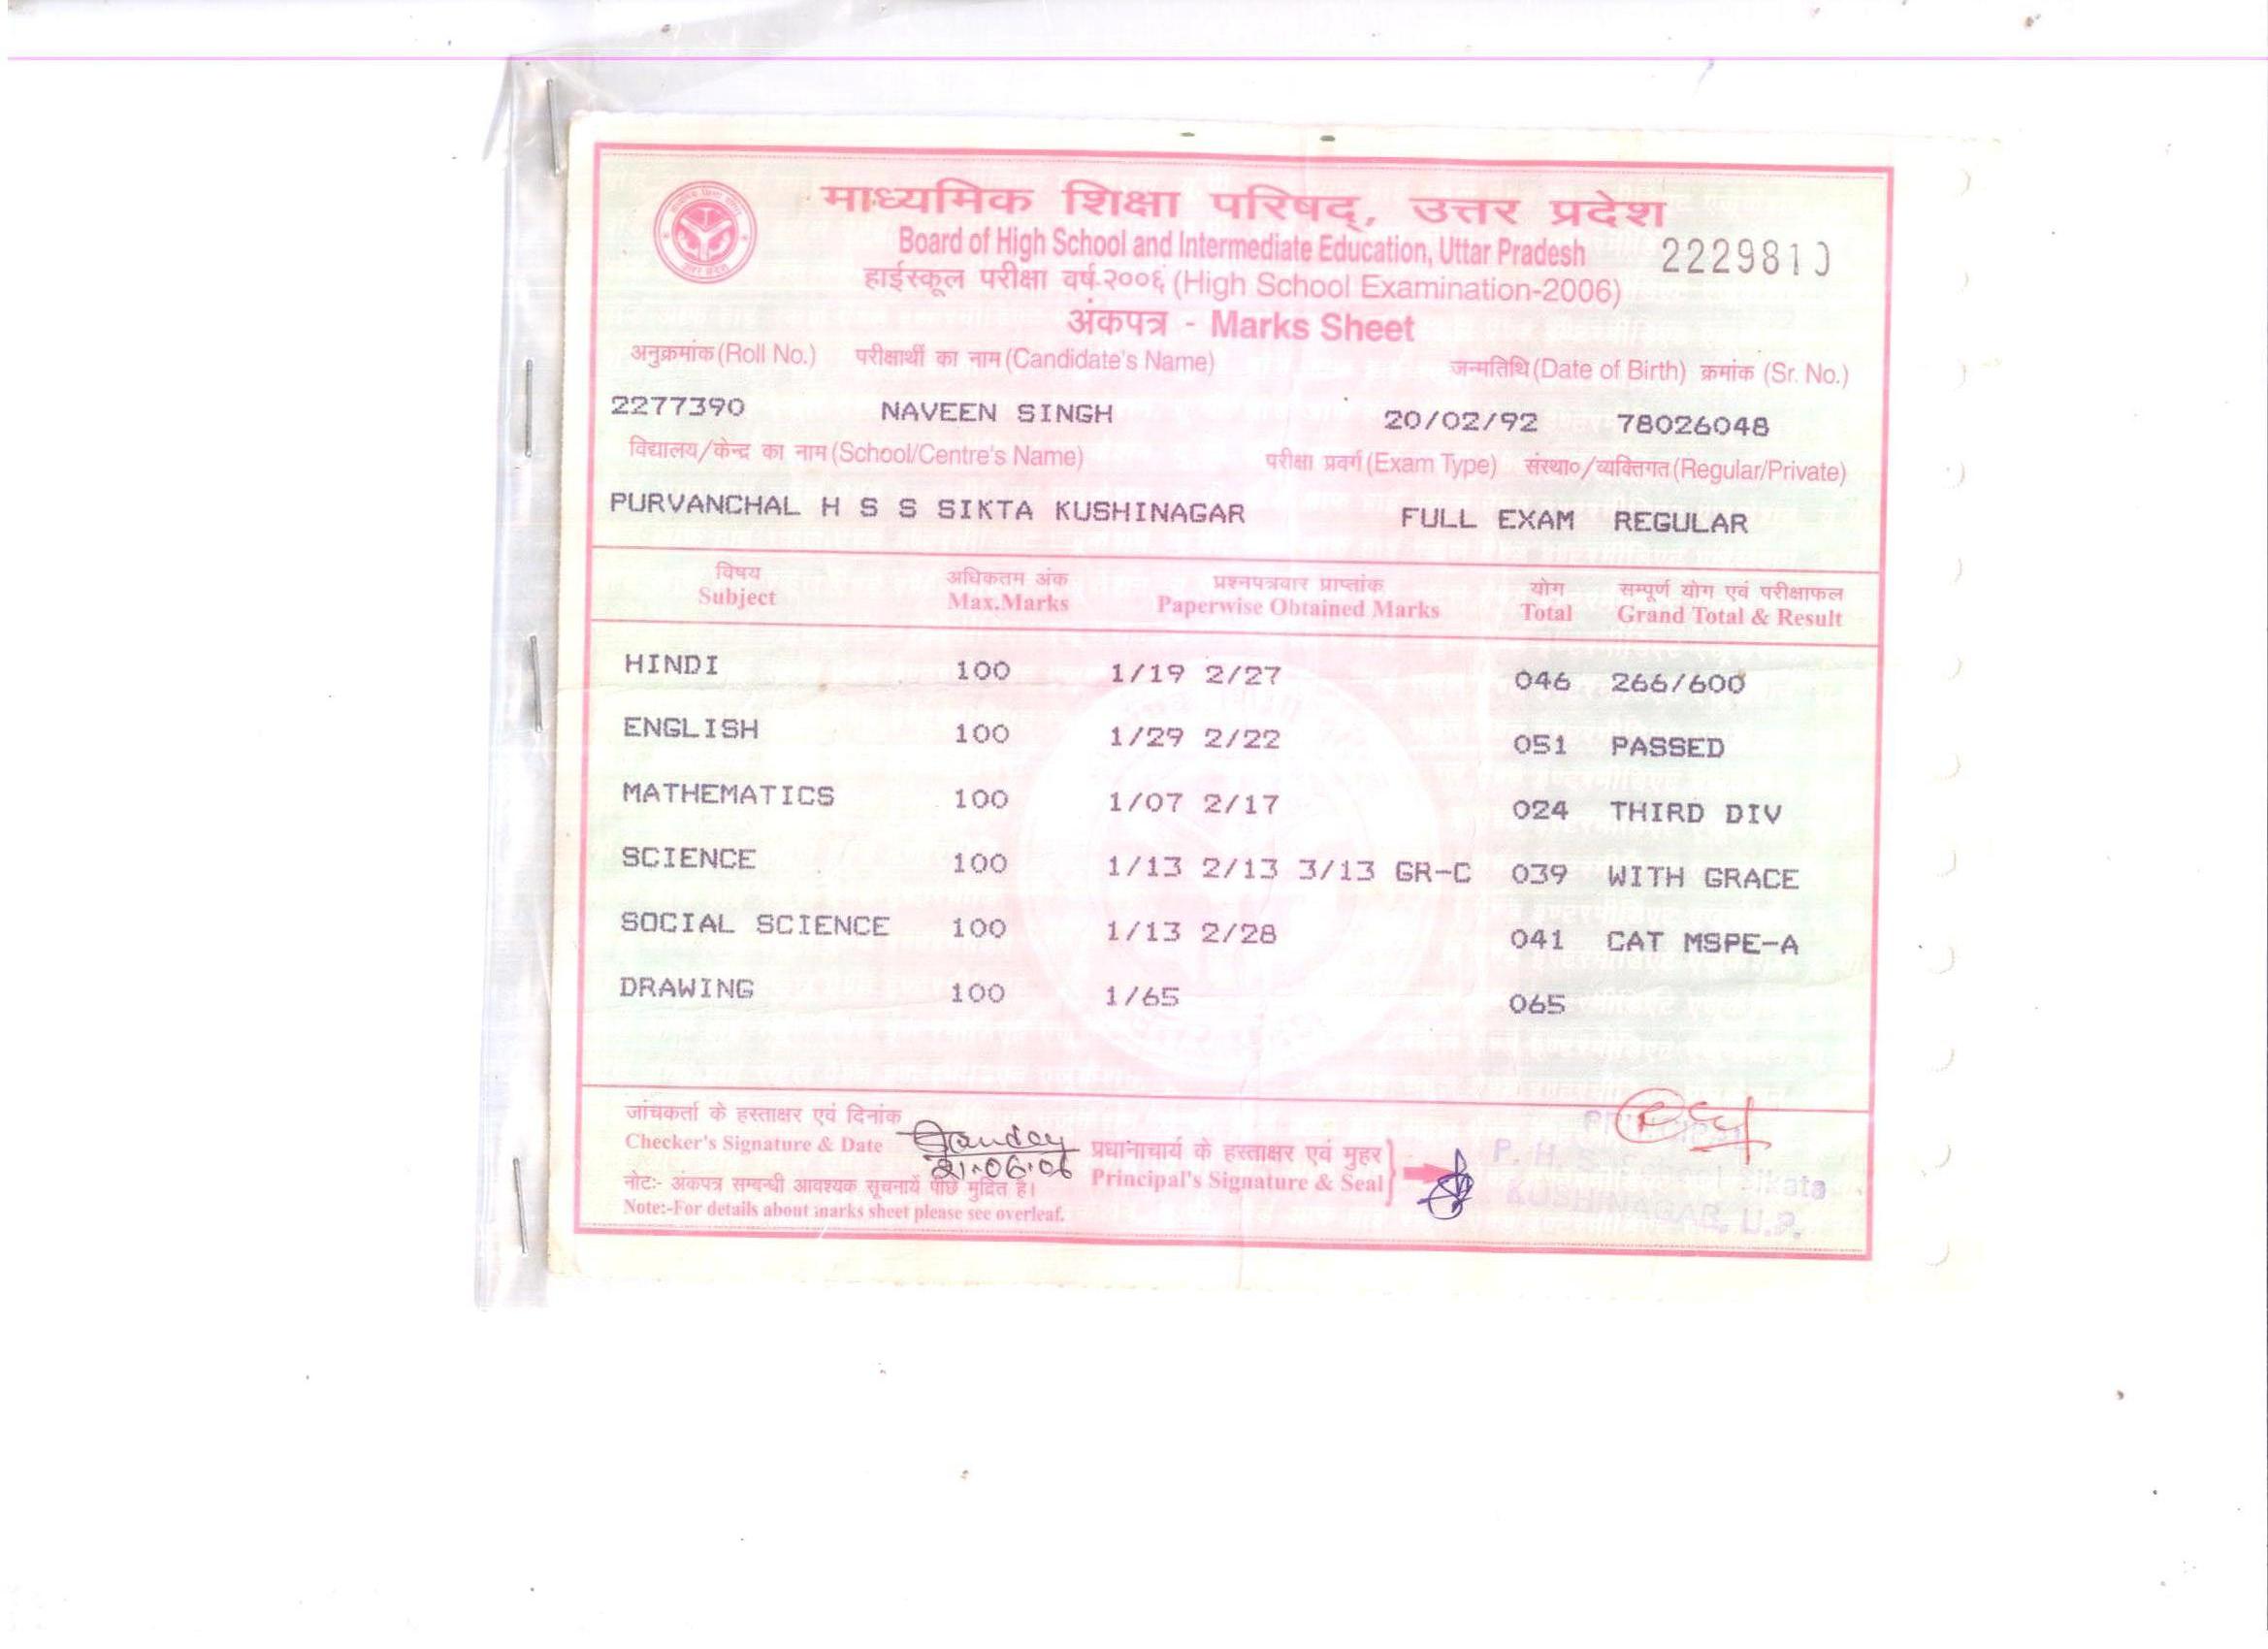 माध्यमिक शिक्षा परिषद्, उत्तर प्रदेश
Board of High School and Intermediate Education, Uttar Pradesh
222981
हाईस्कूल परीक्षा वर्ष-२००६ (High School Examination-2006)
अंकपत्र - Marks Sheet
अनुक्रमांक (Roll No.) परीक्षार्थी का नाम (Candidate's Name) जन्मतिथि (Date of Birth) क्रमांक (Sr. No.)
2277390 NAVEEN SINGH 20/02/92 78026048
विद्यालय/केन्द्र का नाम (School/Centre's Name) परीक्षा प्रवर्ग (Exam Type) संस्था०/व्यक्तिगत (Regular/Private)
PURVANCHAL H S S SIKTA KUSHINAGAR FULL EXAM REGULAR
विषय अधिकतम अंक प्रश्नपत्रवार प्राप्तांक योग सम्पूर्ण योग एवं परीक्षाफल
Subject Max.Marks Paperwise Obtained Marks Total Grand Total & Result
HINDI 100 1/19 2/27 046 266/600
ENGLISH 100 1/29 2/22 051 PASSED
MATHEMATICS 100 1/07 2/17 024 THIRD DIV
SCIENCE 100 1/13 2/13 3/13 GR-C 039 WITH GRACE
SOCIAL SCIENCE 100 1/13 2/28 041 CAT MSPE-A
DRAWING 100 1/65 065
जांचकर्ता के हस्ताक्षर एवं दिनांक
Checker's Signature & Date
21.06.06
प्रधानाचार्य के हस्ताक्षर एवं मुहर
Principal's Signature & Seal
नोटः- अंकपत्र सम्बन्धी आवश्यक सूचनायें पीछे मुद्रित है।
Note:-For details about marks sheet please see overleaf.
P. H. S. Sikata
KUSHINAGAR, U.P.